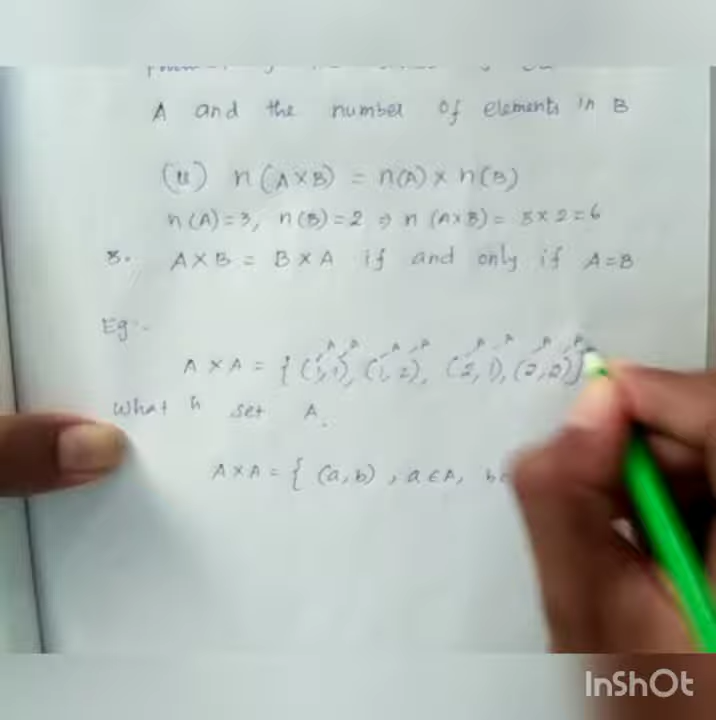 A and the number of elements in B
(ii) n(A×B) = n(A) × n(B)
n(A)=3, n(B)=2 ⇒ n(A×B) = 3×2=6
3. A×B = B×A if and only if A=B
Eg:-
A A A A A A A A
A×A = { (1,1), (1,2), (2,1), (2,2)}
What is set A.
A×A = { (a,b), a∈A, b∈
InShOt